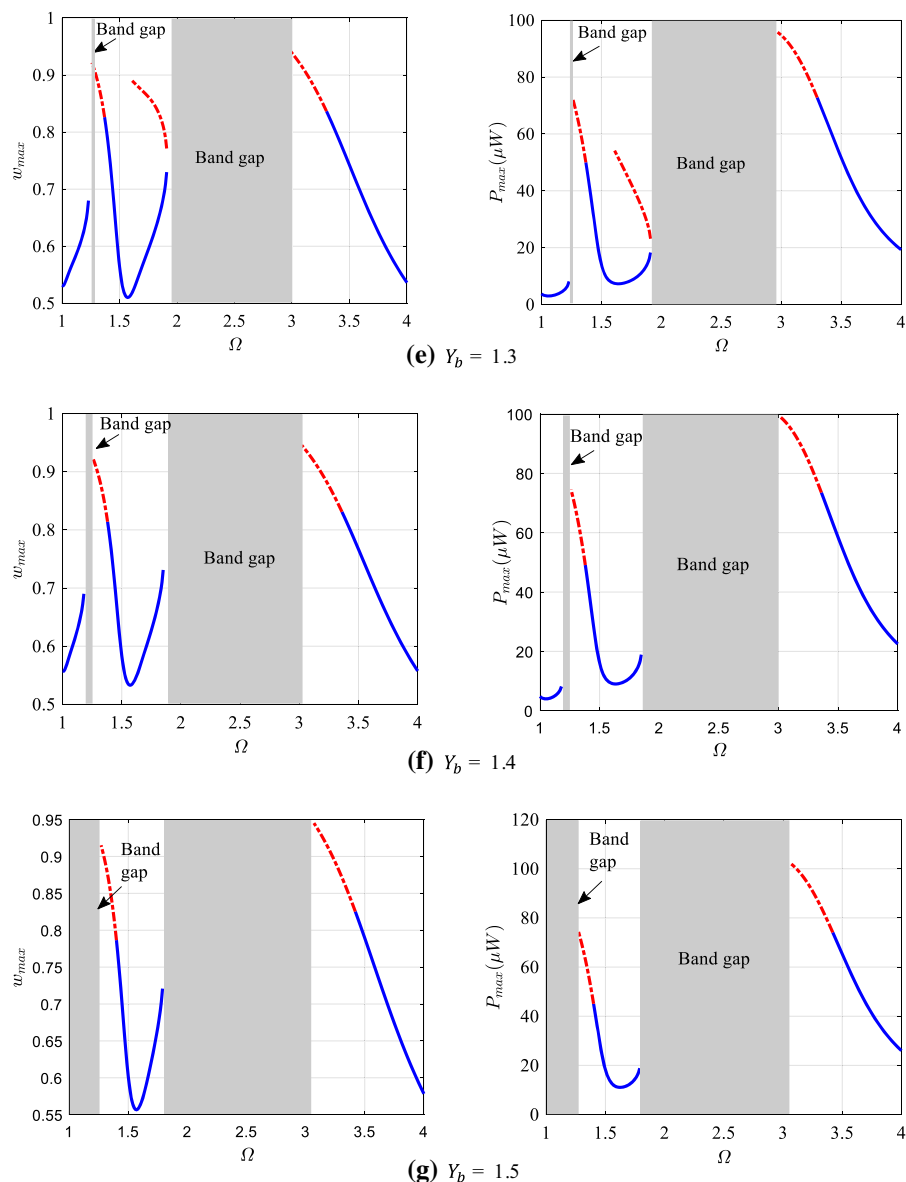 1
0.9
0.8
0.7
0.6
0.5
w_max
Band gap
Band gap
1 1.5 2 2.5 3 3.5 4
Ω
100
80
60
40
20
0
P_max(μW)
Band gap
Band gap
1 1.5 2 2.5 3 3.5 4
Ω
(e) Y_b = 1.3
1
0.9
0.8
0.7
0.6
0.5
w_max
Band gap
Band gap
1 1.5 2 2.5 3 3.5 4
Ω
100
80
60
40
20
0
P_max(μW)
Band gap
Band gap
1 1.5 2 2.5 3 3.5 4
Ω
(f) Y_b = 1.4
0.95
0.9
0.85
0.8
0.75
0.7
0.65
0.6
0.55
w_max
Band
gap
1 1.5 2 2.5 3 3.5 4
Ω
120
100
80
60
40
20
0
P_max(μW)
Band
gap
Band gap
1 1.5 2 2.5 3 3.5 4
Ω
(g) Y_b = 1.5